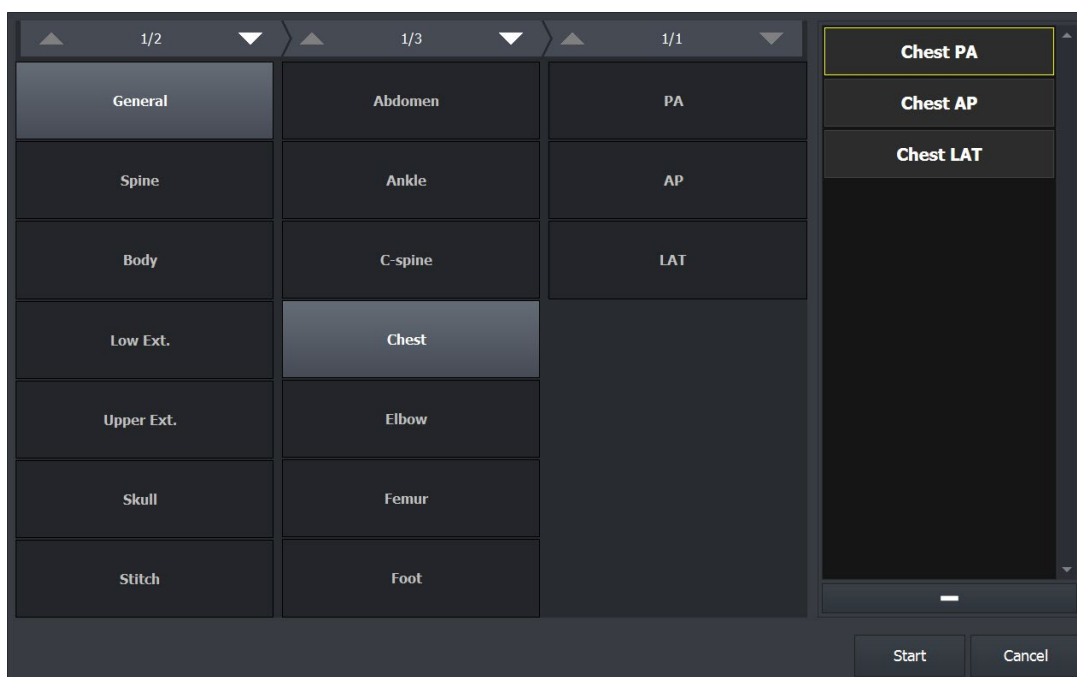 1/2
1/3
1/1
General
Abdomen
PA
Spine
Ankle
AP
Body
C-spine
LAT
Low Ext.
Chest
Upper Ext.
Elbow
Skull
Femur
Stitch
Foot
Chest PA
Chest AP
Chest LAT
Start
Cancel